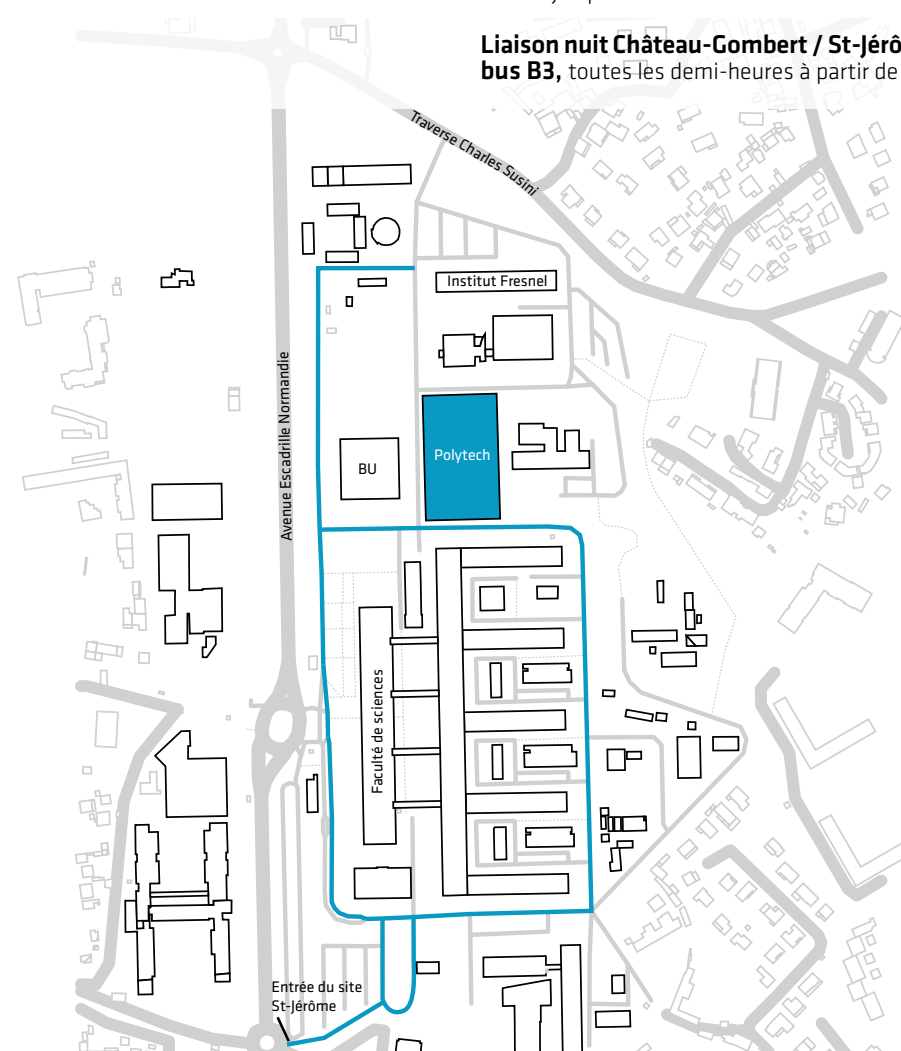 Liaison nuit Château-Gombert / St-Jérô
bus B3, toutes les demi-heures à partir de
Traverse Charles Susini
Institut Fresnel
Avenue Escadrille Normandie
BU
Polytech
Faculté de sciences
Entrée du site
St-Jérôme